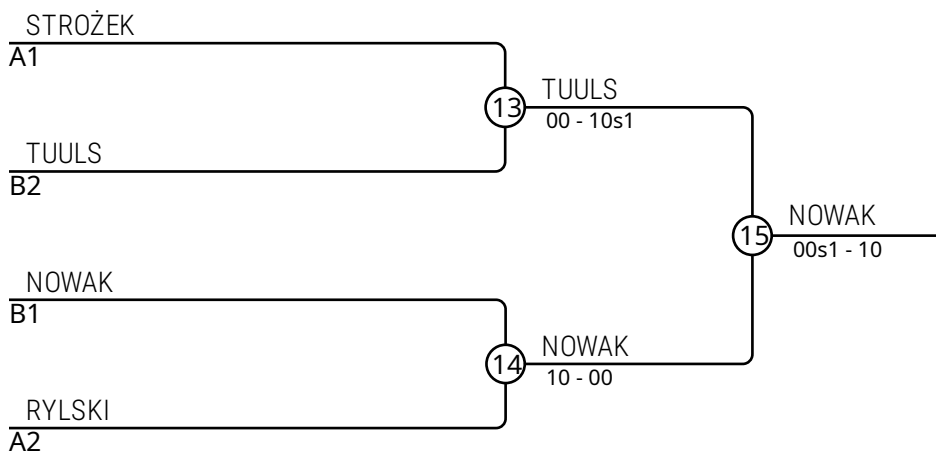 STROŻEK
A1
13
TUULS
00 - 10s1
TUULS
B2
15
NOWAK
00s1 - 10
NOWAK
B1
14
NOWAK
10 - 00
RYLSKI
A2